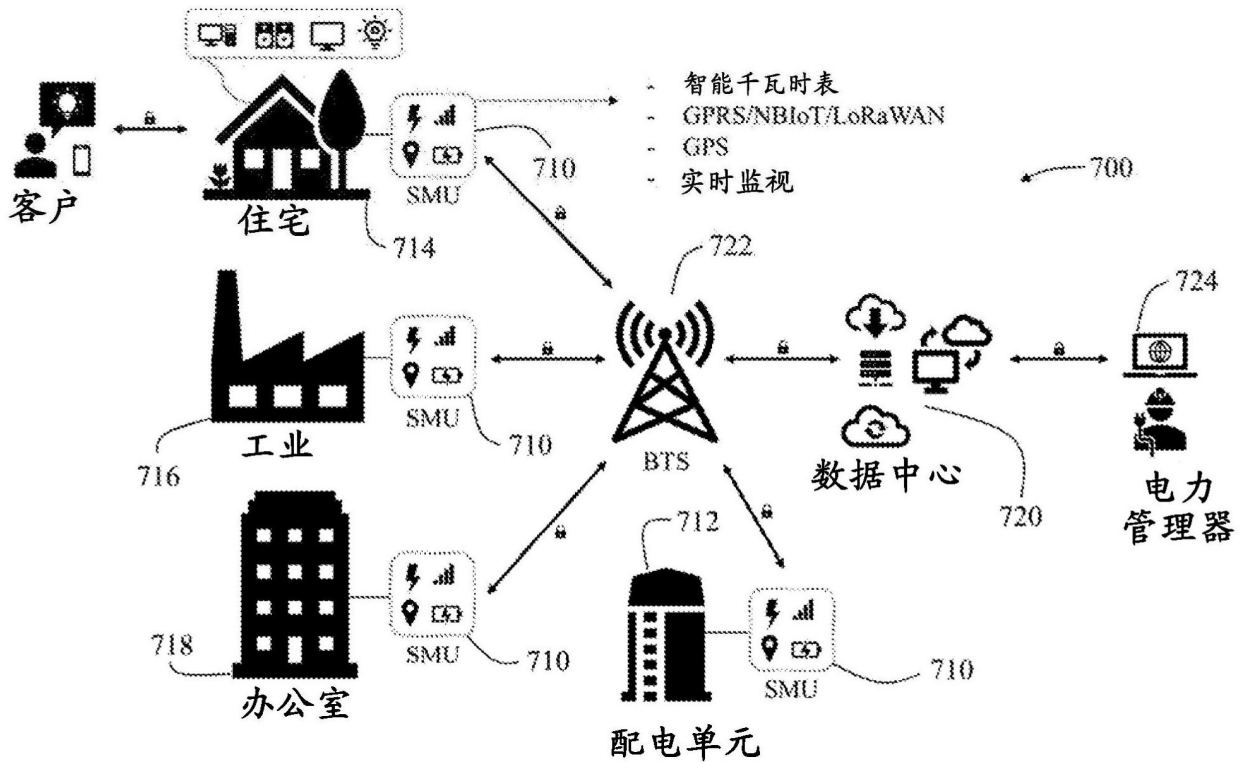 - 智能千瓦时表
- GPRS/NBIoT/LoRaWAN
- GPS
- 实时监视
700
710
SMU
客户
住宅
714
722
724
SMU
710
716
工业
BTS
数据中心
720
电力
管理器
712
718
SMU
710
办公室
SMU
710
配电单元